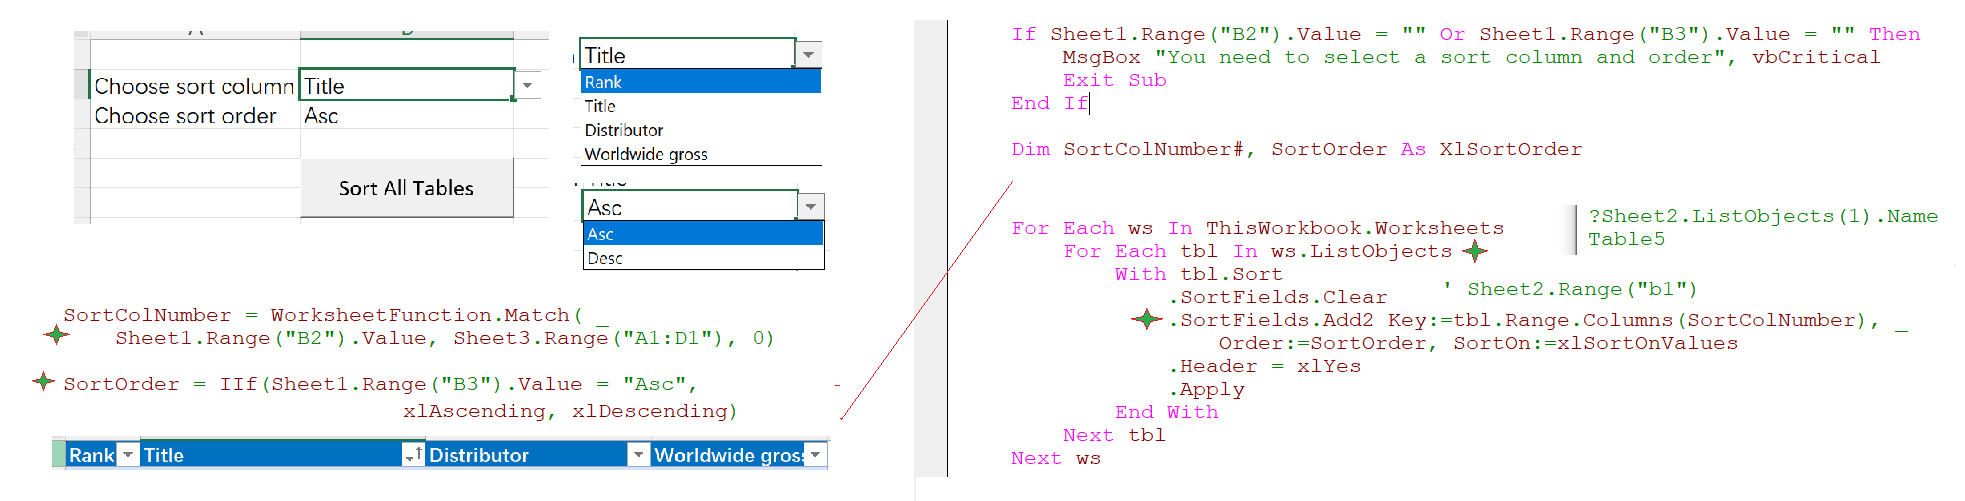 Choose sort column Title
Choose sort order Asc
Sort All Tables
Title
Rank
Title
Distributor
Worldwide gross
Asc
Asc
Desc
SortColNumber = WorksheetFunction.Match( _
Sheet1.Range("B2").Value, Sheet3.Range("A1:D1"), 0)
SortOrder = IIf(Sheet1.Range("B3").Value = "Asc",
xlAscending, xlDescending)
Rank Title Distributor Worldwide gros
If Sheet1.Range("B2").Value = "" Or Sheet1.Range("B3").Value = "" Then
MsgBox "You need to select a sort column and order", vbCritical
Exit Sub
End If
Dim SortColNumber#, SortOrder As XlSortOrder
For Each ws In ThisWorkbook.Worksheets
For Each tbl In ws.ListObjects
With tbl.Sort
.SortFields.Clear
.SortFields.Add2 Key:=tbl.Range.Columns(SortColNumber), _
Order:=SortOrder, SortOn:=xlSortOnValues
.Header = xlYes
.Apply
End With
Next tbl
Next ws
?Sheet2.ListObjects(1).Name
Table5
' Sheet2.Range("b1")